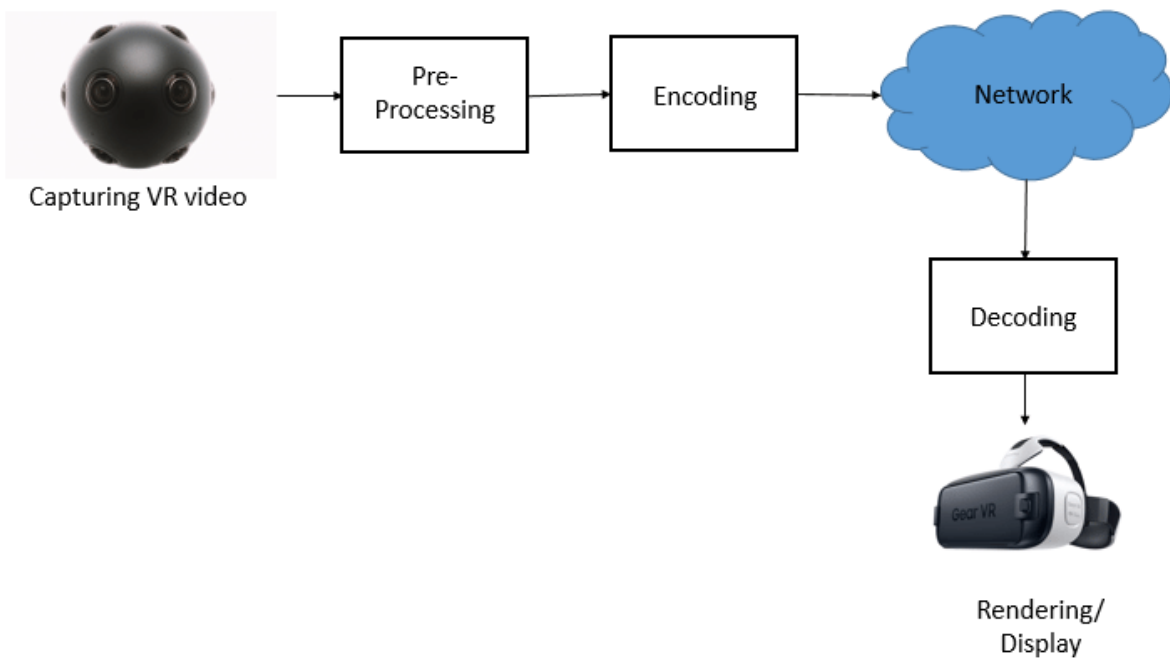 Pre-
Processing
Encoding
Network
Capturing VR video
Decoding
Gear VR
Rendering/
Display